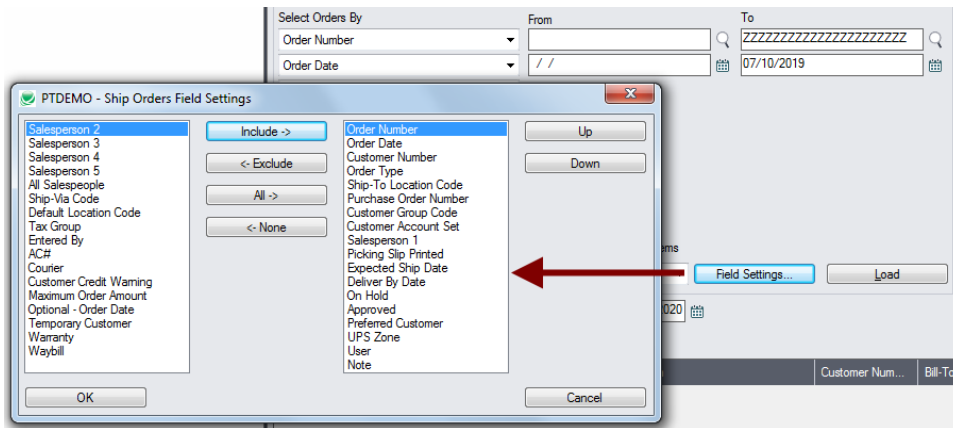 Select Orders By
From
To
Order Number
ZZZZZZZZZZZZZZZZZZZZZZ
Order Date
/ /
07/10/2019
PTDEMO - Ship Orders Field Settings
Salesperson 2
Salesperson 3
Salesperson 4
Salesperson 5
All Salespeople
Ship-Via Code
Default Location Code
Tax Group
Entered By
AC#
Courier
Customer Credit Warning
Maximum Order Amount
Optional - Order Date
Temporary Customer
Warranty
Waybill
Include ->
<- Exclude
All ->
<- None
Order Number
Order Date
Customer Number
Order Type
Ship-To Location Code
Purchase Order Number
Customer Group Code
Customer Account Set
Salesperson 1
Picking Slip Printed
Expected Ship Date
Deliver By Date
On Hold
Approved
Preferred Customer
UPS Zone
User
Note
Up
Down
OK
Cancel
ems
Field Settings...
Load
2020
Customer Num...
Bill-To